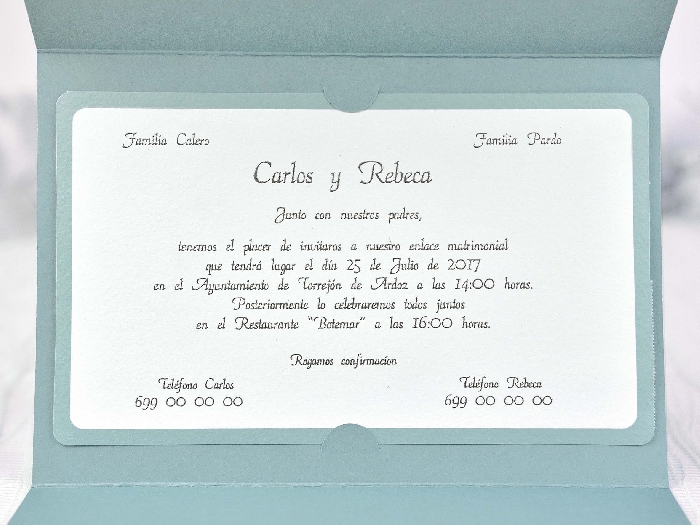 Familia Calero
Familia Pardo
Carlos y Rebeca
Junto con nuestros padres,
tenemos el placer de invitaros a nuestro enlace matrimonial
que tendrá lugar el día 25 de Julio de 2017
en el Ayuntamiento de Torrejón de Ardoz a las 14:00 horas.
Posteriormente lo celebraremos todos juntos
en el Restaurante "Botemar" a las 16:00 horas.
Rogamos confirmacion
Teléfono Carlos
699 00 00 00
Teléfono Rebeca
699 00 00 00